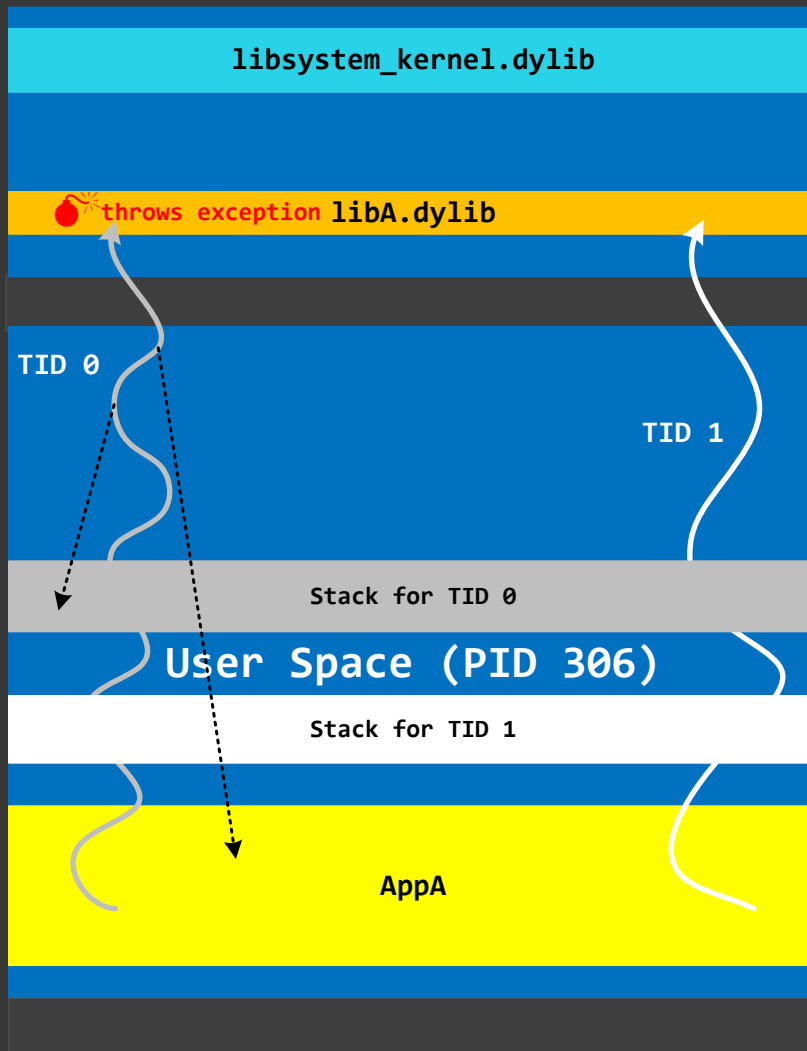 libsystem_kernel.dylib
throws exception libA.dylib
TID 0
TID 1
Stack for TID 0
User Space (PID 306)
Stack for TID 1
AppA